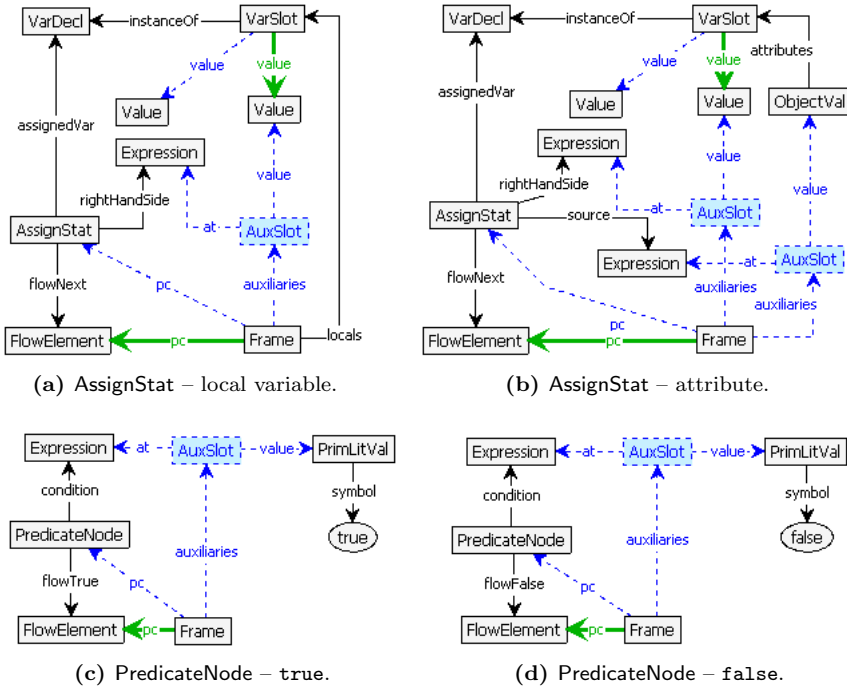 VarDecl instanceOf VarSlot
value value
assignedVar Value Value
Expression
rightHandSide value
AssignStat at AuxSlot
flowNext pc auxiliaries
FlowElement pc Frame locals
(a) AssignStat – local variable.
VarDecl instanceOf VarSlot
attributes
value value
Value Value ObjectVal
assignedVar Expression
rightHandSide value value
AssignStat source at AuxSlot
Expression at AuxSlot
flowNext auxiliaries
auxiliaries
pc
FlowElement pc Frame
(b) AssignStat – attribute.
Expression at AuxSlot value PrimLitVal
condition symbol
PredicateNode true
auxiliaries
flowTrue pc
FlowElement pc Frame
(c) PredicateNode – true.
Expression at AuxSlot value PrimLitVal
condition symbol
PredicateNode false
auxiliaries
flowFalse pc
FlowElement pc Frame
(d) PredicateNode – false.